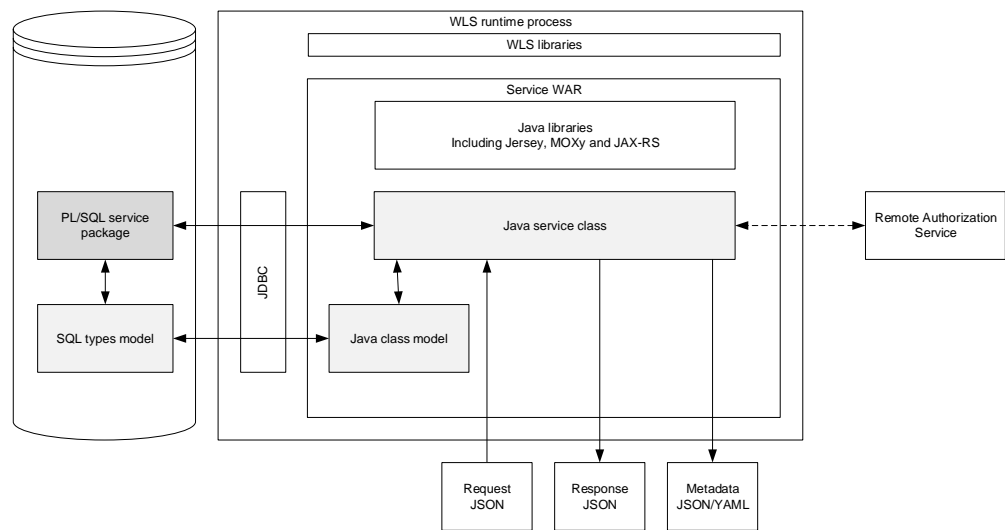 WLS runtime process
WLS libraries
Service WAR
Java libraries
Including Jersey, MOXy and JAX-RS
PL/SQL service
package
JDBC
Java service class
Remote Authorization
Service
SQL types model
Java class model
Request
JSON
Response
JSON
Metadata
JSON/YAML